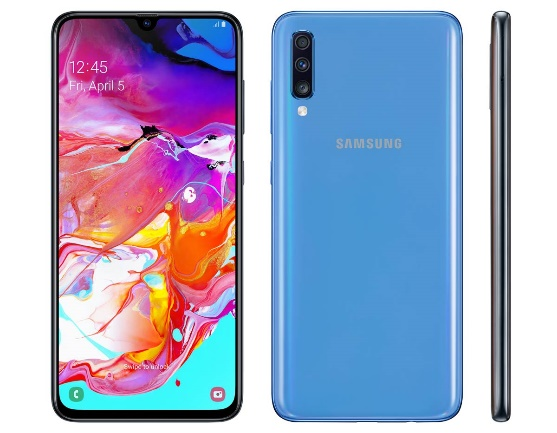 12:45
Fri, April 5
SAMSUNG
Swipe to unlock